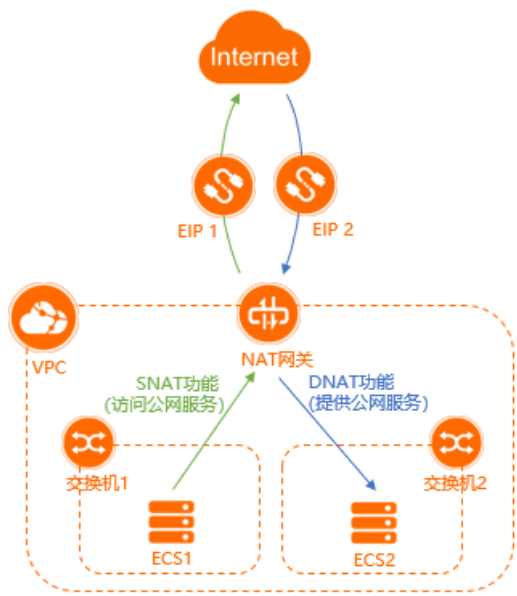 Internet
EIP 1
EIP 2
NAT网关
VPC
SNAT功能
(访问公网服务)
DNAT功能
(提供公网服务)
交换机1
交换机2
ECS1
ECS2